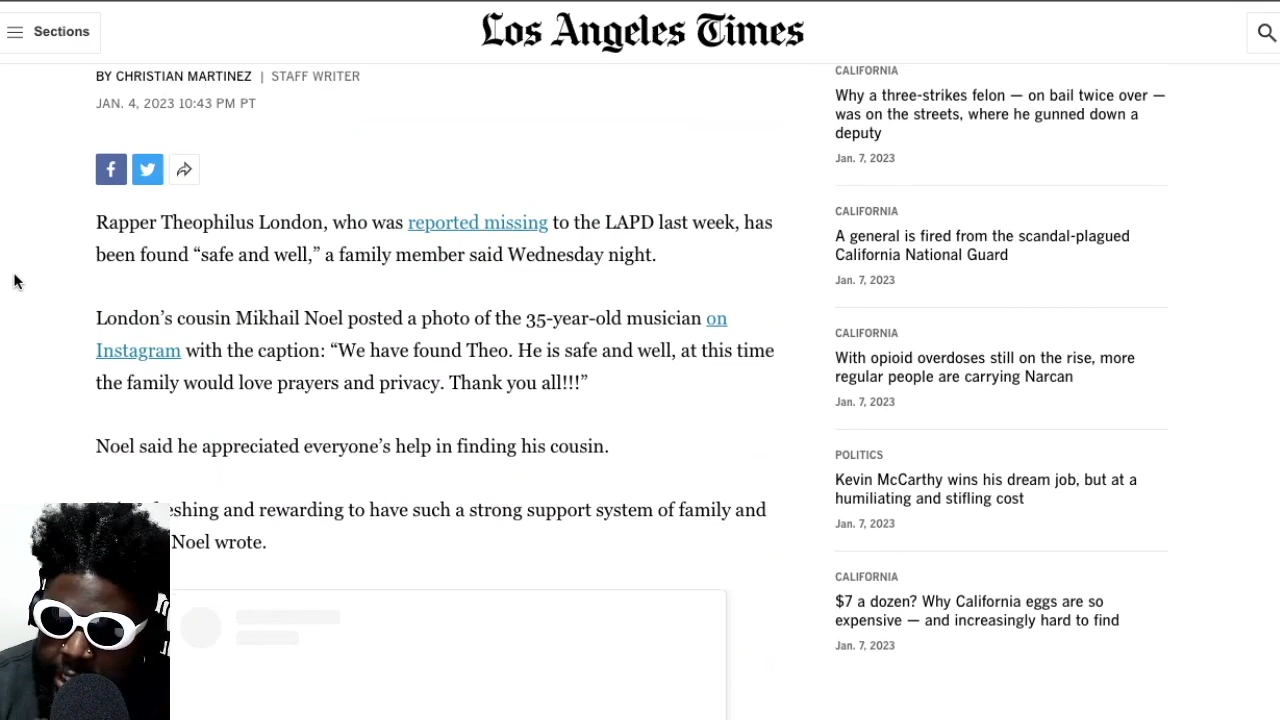 Sections
Los Angeles Times
BY CHRISTIAN MARTINEZ | STAFF WRITER
JAN. 4, 2023 10:43 PM PT
Rapper Theophilus London, who was reported missing to the LAPD last week, has
been found “safe and well,” a family member said Wednesday night.
London’s cousin Mikhail Noel posted a photo of the 35-year-old musician on
Instagram with the caption: “We have found Theo. He is safe and well, at this time
the family would love prayers and privacy. Thank you all!!!”
Noel said he appreciated everyone’s help in finding his cousin.
and rewarding to have such a strong support system of family and
Noel wrote.
CALIFORNIA
Why a three-strikes felon — on bail twice over —
was on the streets, where he gunned down a
deputy
Jan. 7, 2023
CALIFORNIA
A general is fired from the scandal-plagued
California National Guard
Jan. 7, 2023
CALIFORNIA
With opioid overdoses still on the rise, more
regular people are carrying Narcan
Jan. 7, 2023
POLITICS
Kevin McCarthy wins his dream job, but at a
humiliating and stifling cost
Jan. 7, 2023
CALIFORNIA
$7 a dozen? Why California eggs are so
expensive — and increasingly hard to find
Jan. 7, 2023